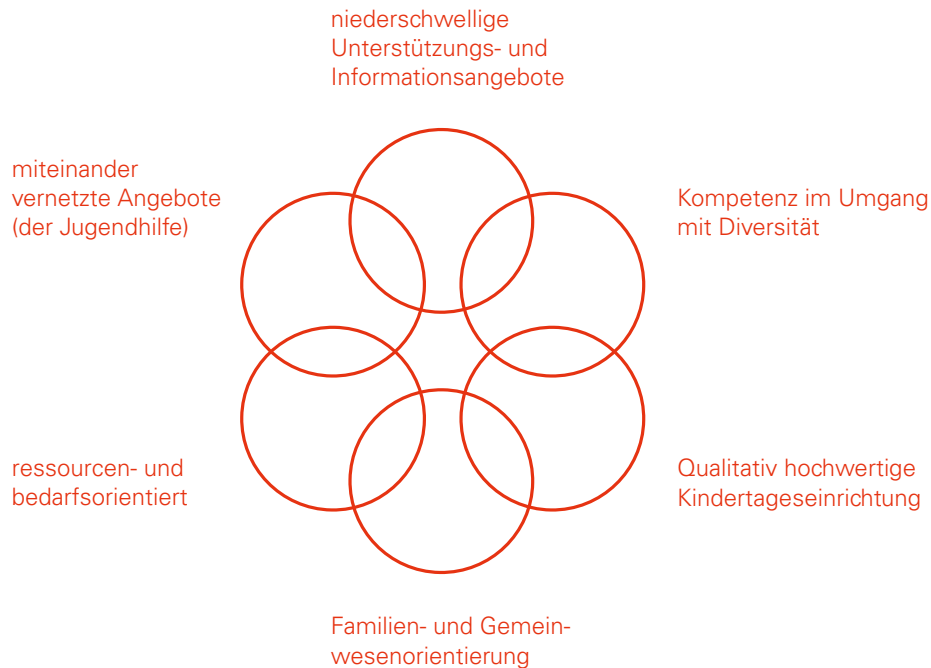 niederschwellige
Unterstützungs- und
Informationsangebote
miteinander
vernetzte Angebote
(der Jugendhilfe)
Kompetenz im Umgang
mit Diversität
ressourcen- und
bedarfsorientiert
Qualitativ hochwertige
Kindertageseinrichtung
Familien- und Gemein-
wesenorientierung